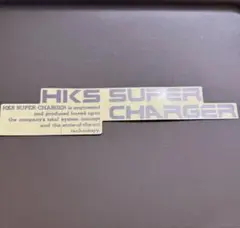 HKS SUPER
CHARGER
HKS SUPER CHARGER is engineered
and produced based upon
the company's total system concept
and the state-of-the-art
technology.